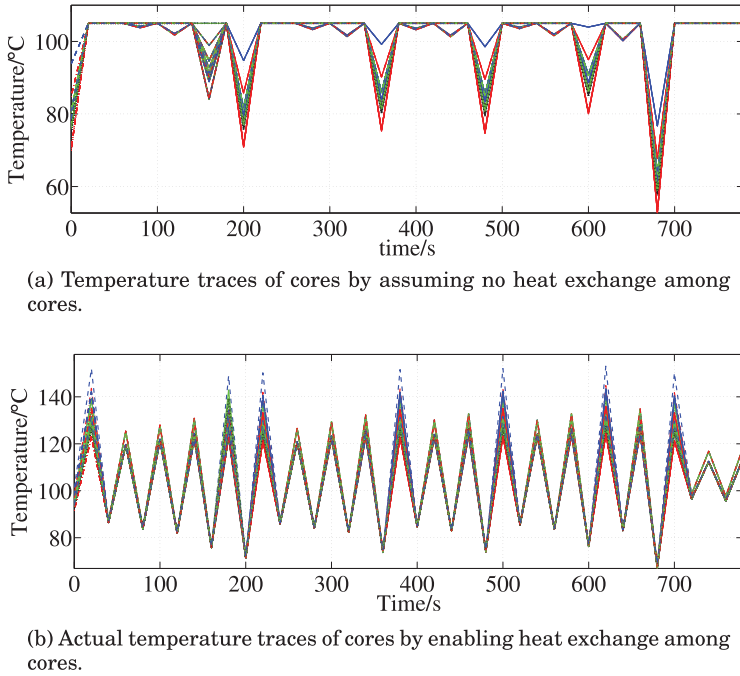 100
80
60
Temperature/ºC
0 100 200 300 400 500 600 700
time/s
(a) Temperature traces of cores by assuming no heat exchange among
cores.
140
120
100
80
Temperature/ºC
0 100 200 300 400 500 600 700
Time/s
(b) Actual temperature traces of cores by enabling heat exchange among
cores.